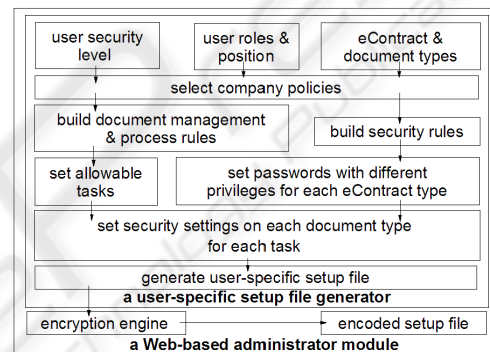 user security
level
user roles &
position
eContract &
document types
select company policies
build document management
& process rules
build security rules
set allowable
tasks
set passwords with different
privileges for each eContract type
set security settings on each document type
for each task
generate user-specific setup file
a user-specific setup file generator
encryption engine
encoded setup file
a Web-based administrator module